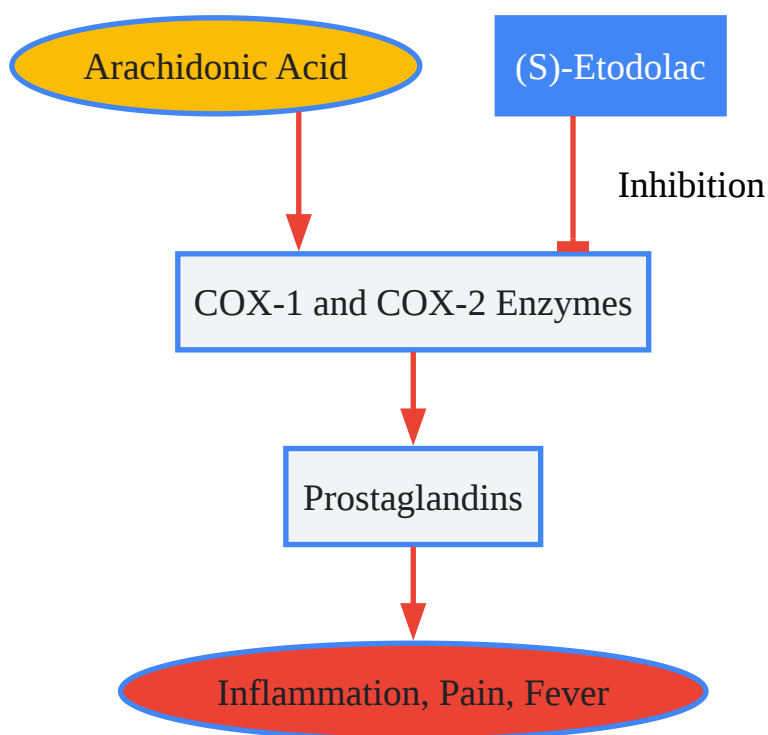 Arachidonic Acid
(S)-Etodolac
Inhibition
COX-1 and COX-2 Enzymes
Prostaglandins
Inflammation, Pain, Fever